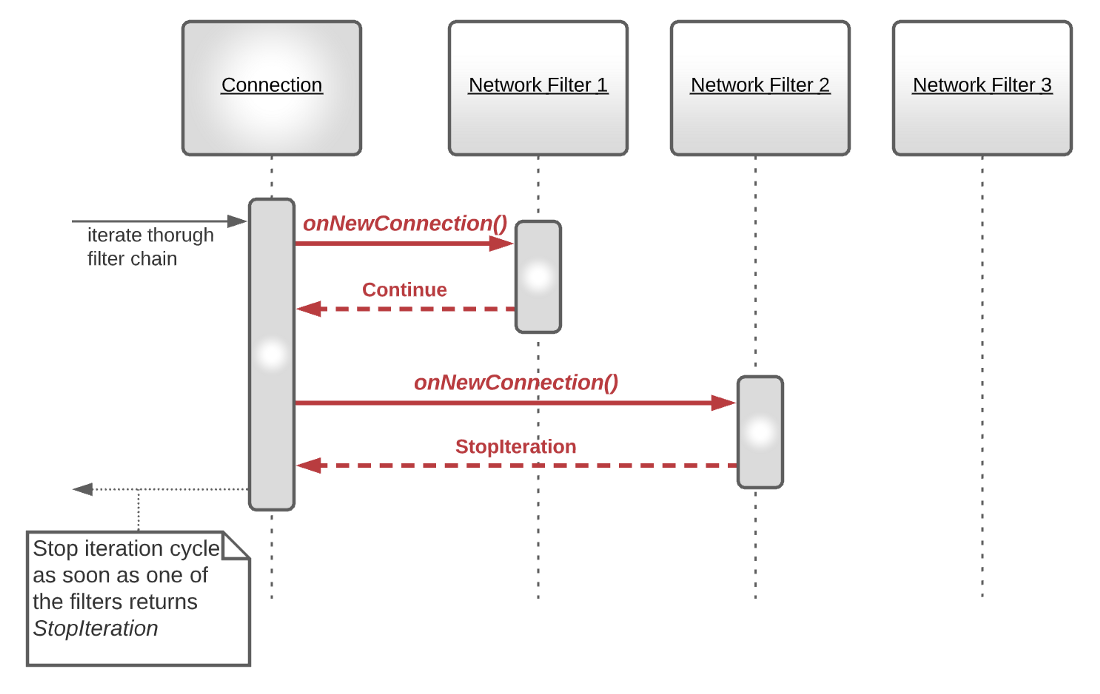 Connection
Network Filter 1
Network Filter 2
Network Filter 3
onNewConnection()
iterate thorugh
filter chain
Continue
onNewConnection()
StopIteration
Stop iteration cycle
as soon as one of
the filters returns
StopIteration